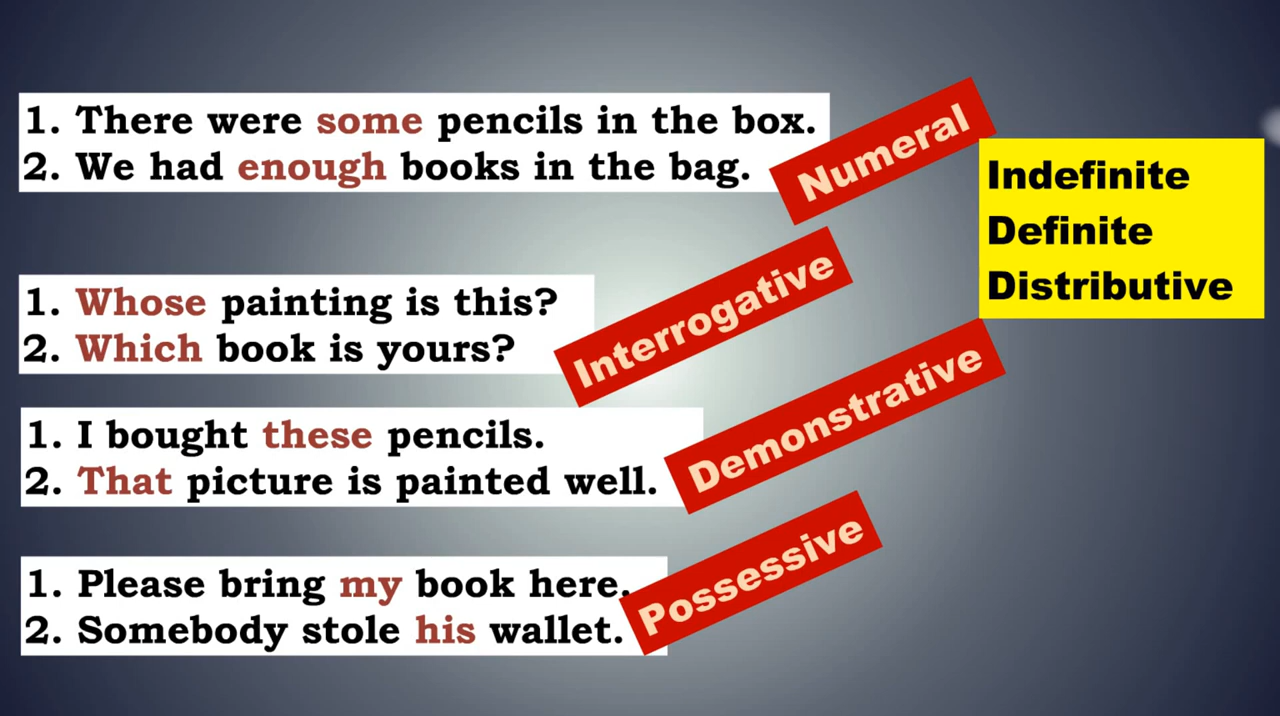 1. There were some pencils in the box.
2. We had enough books in the bag.
Numeral
Indefinite
Definite
Distributive
1. Whose painting is this?
2. Which book is yours?
Interrogative
1. I bought these pencils.
2. That picture is painted well.
Demonstrative
1. Please bring my book here.
2. Somebody stole his wallet.
Possessive